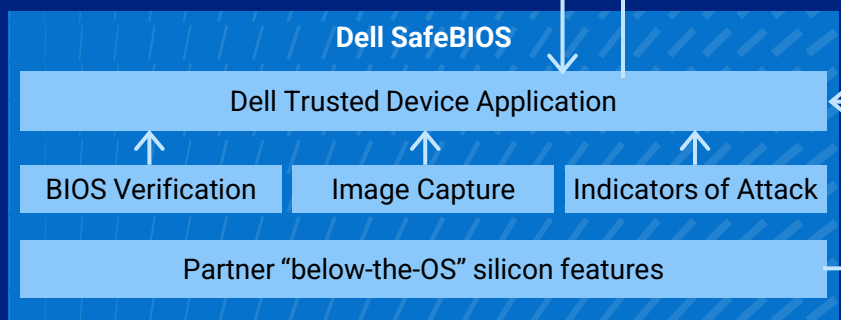 Dell SafeBIOS
Dell Trusted Device Application
BIOS Verification
Image Capture
Indicators of Attack
Partner “below-the-OS” silicon features